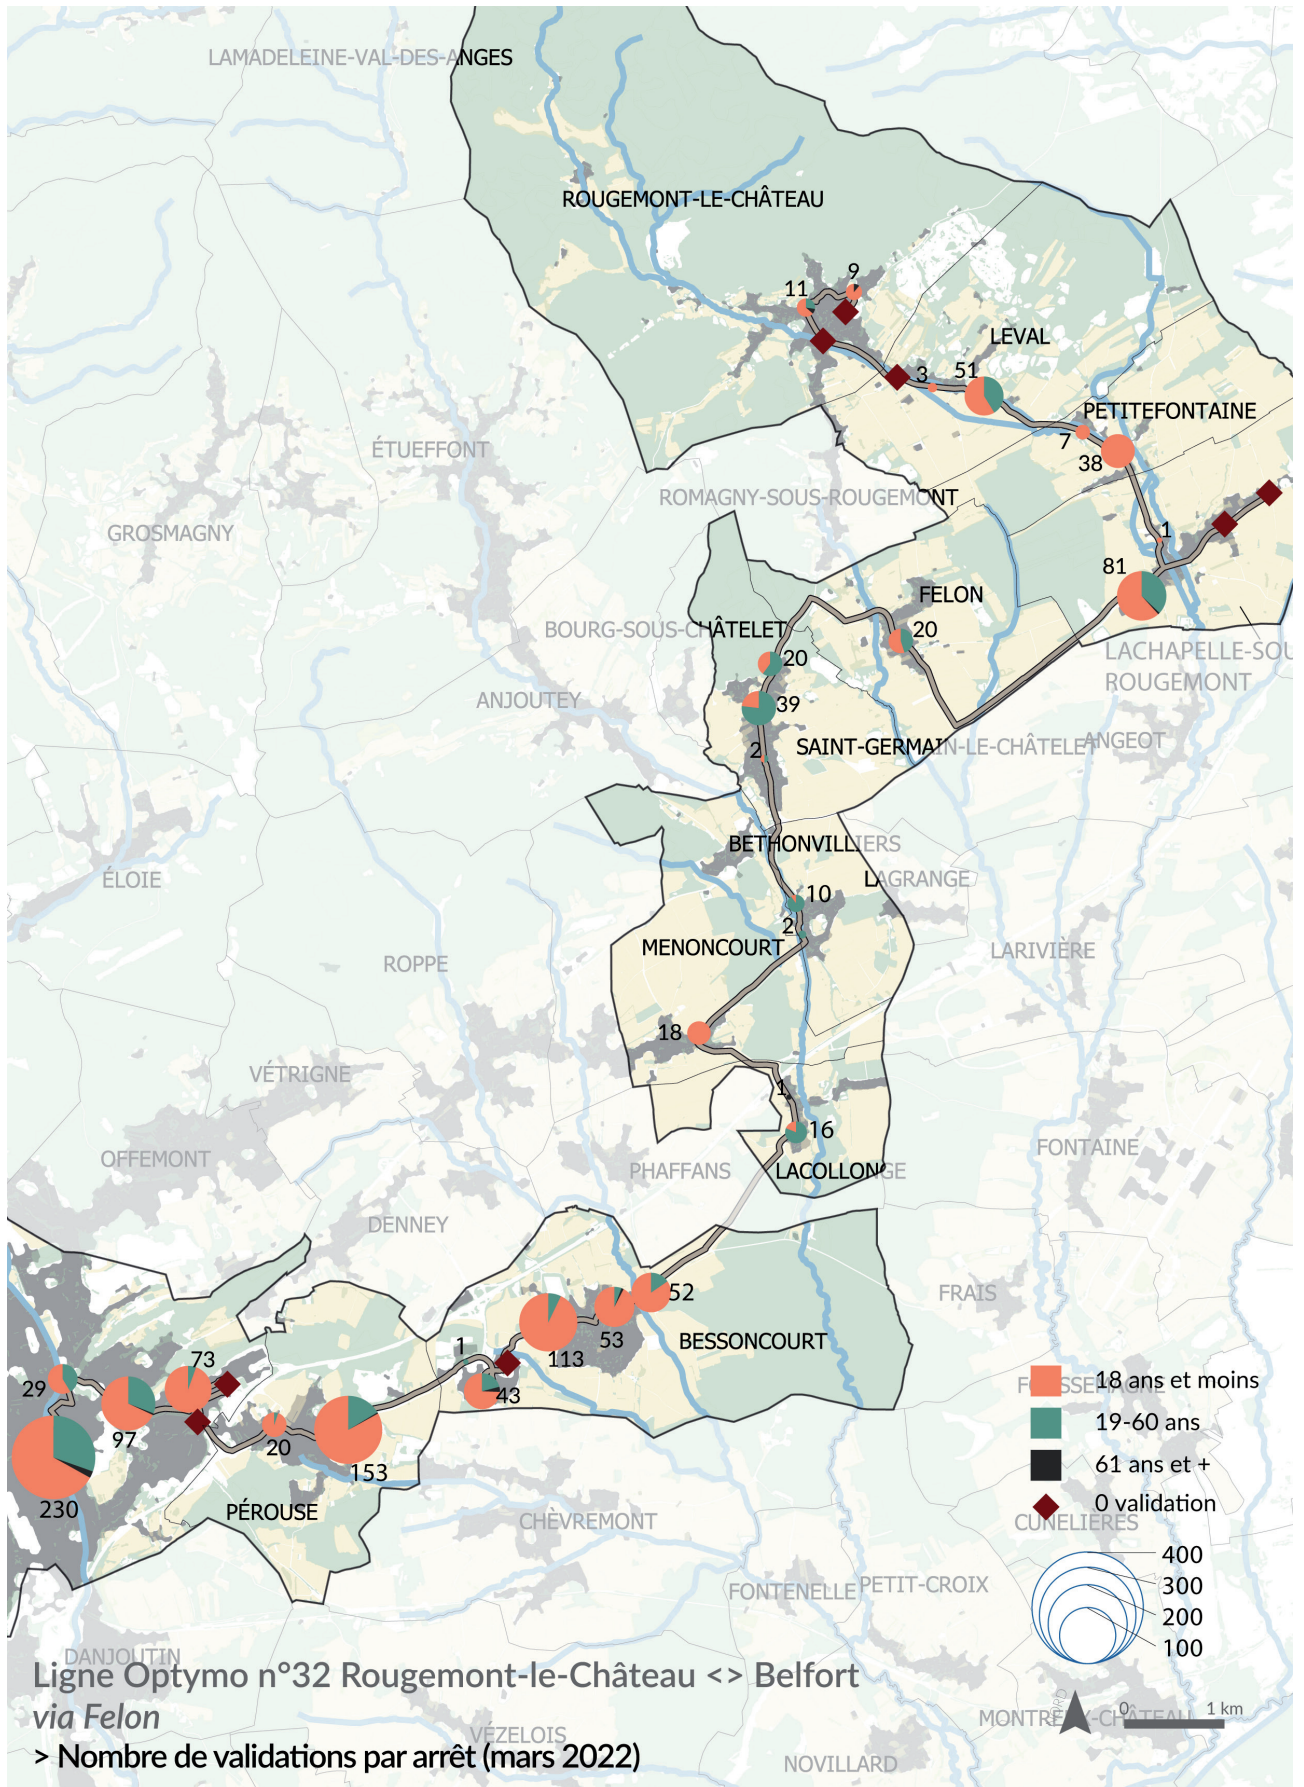 LAMADELEINE-VAL-DES-ANGES
ROUGEMONT-LE-CHÂTEAU
9
11
LEVAL
3
51
PETITEFONTAINE
ÉTUEFFONT
7
38
ROMAGNY-SOUS-ROUGEMONT
GROSMAGNY
1
81
FELON
BOURG-SOUS-CHÂTELET
20
20
LACHAPELLE-SOU
ROUGEMONT
ANJOUTEY
39
2
SAINT-GERMAIN-LE-CHÂTELET
ANGEOT
BETHONVILLIERS
ÉLOIE
LAGRANGE
10
2
MENONCOURT
LARIVIÈRE
ROPPE
18
VÉTRIGNE
1
16
FONTAINE
OFFEMONT
PHAFFANS
LACOLLONGE
DENNEY
52
FRAIS
53
113
BESSONCOURT
1
73
29
43
97
20
153
230
PÉROUSE
18 ans et moins
19-60 ans
61 ans et +
0 validation
CHÈVREMONT
CUNELIÈRES
400
300
200
100
FONTENELLE
PETIT-CROIX
DANJOUTIN
Ligne Optymo n°32 Rougemont-le-Château <> Belfort
via Felon
> Nombre de validations par arrêt (mars 2022)
VÉZELOIS
NOVILLARD
MONTREUX-CHÂTEAU
NORD
0 1 km